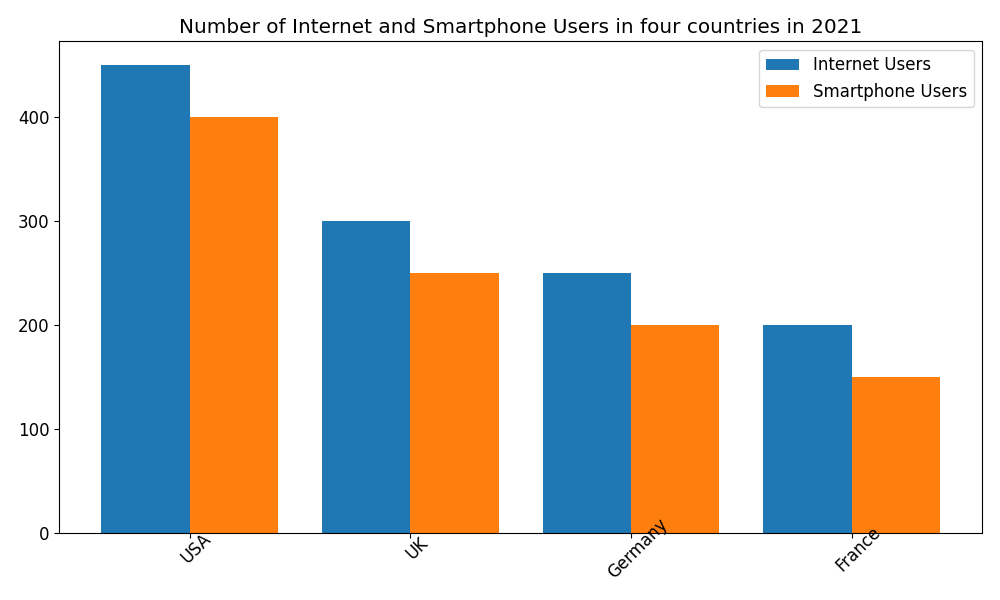 Number of Internet and Smartphone Users in four countries in 2021
Internet Users
Smartphone Users
400
300
200
100
0
USA
UK
Germany
France